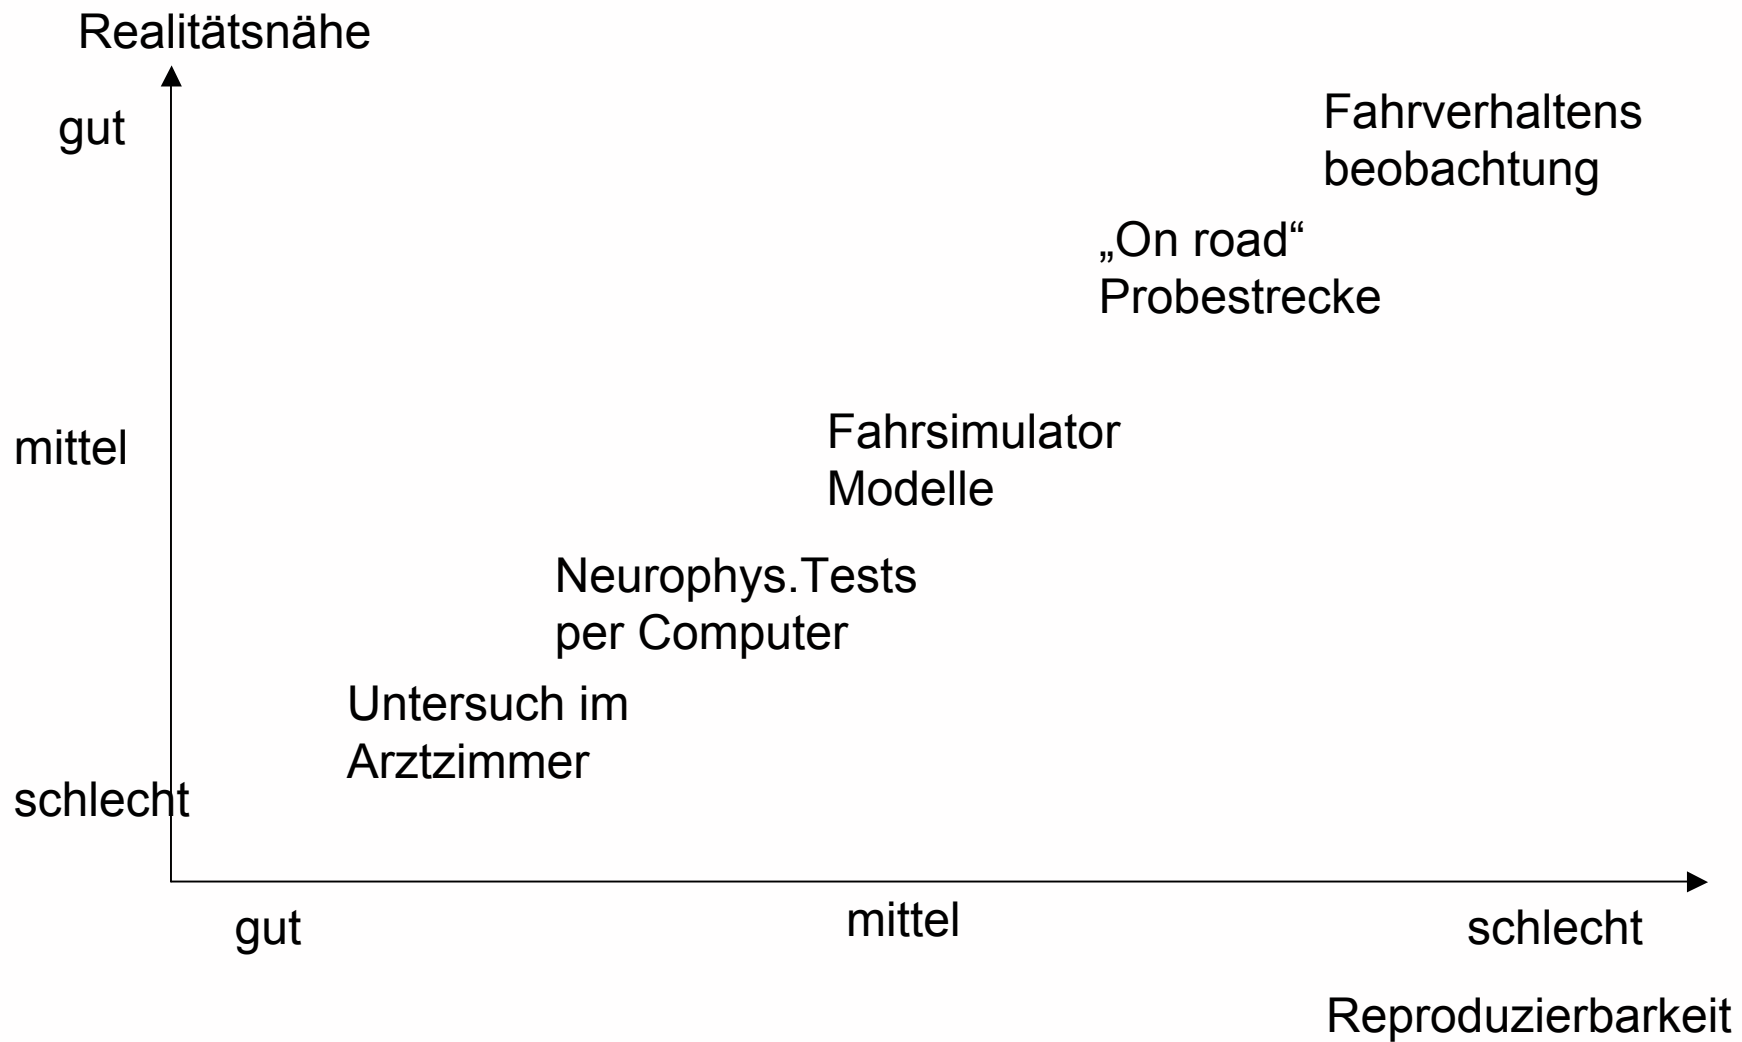 Realitätsnähe
gut
Fahrverhaltens
beobachtung
„On road“
Probestrecke
mittel
Fahrsimulator
Modelle
Neurophys.Tests
per Computer
Untersuch im
Arztzimmer
schlecht
gut
mittel
schlecht
Reproduzierbarkeit